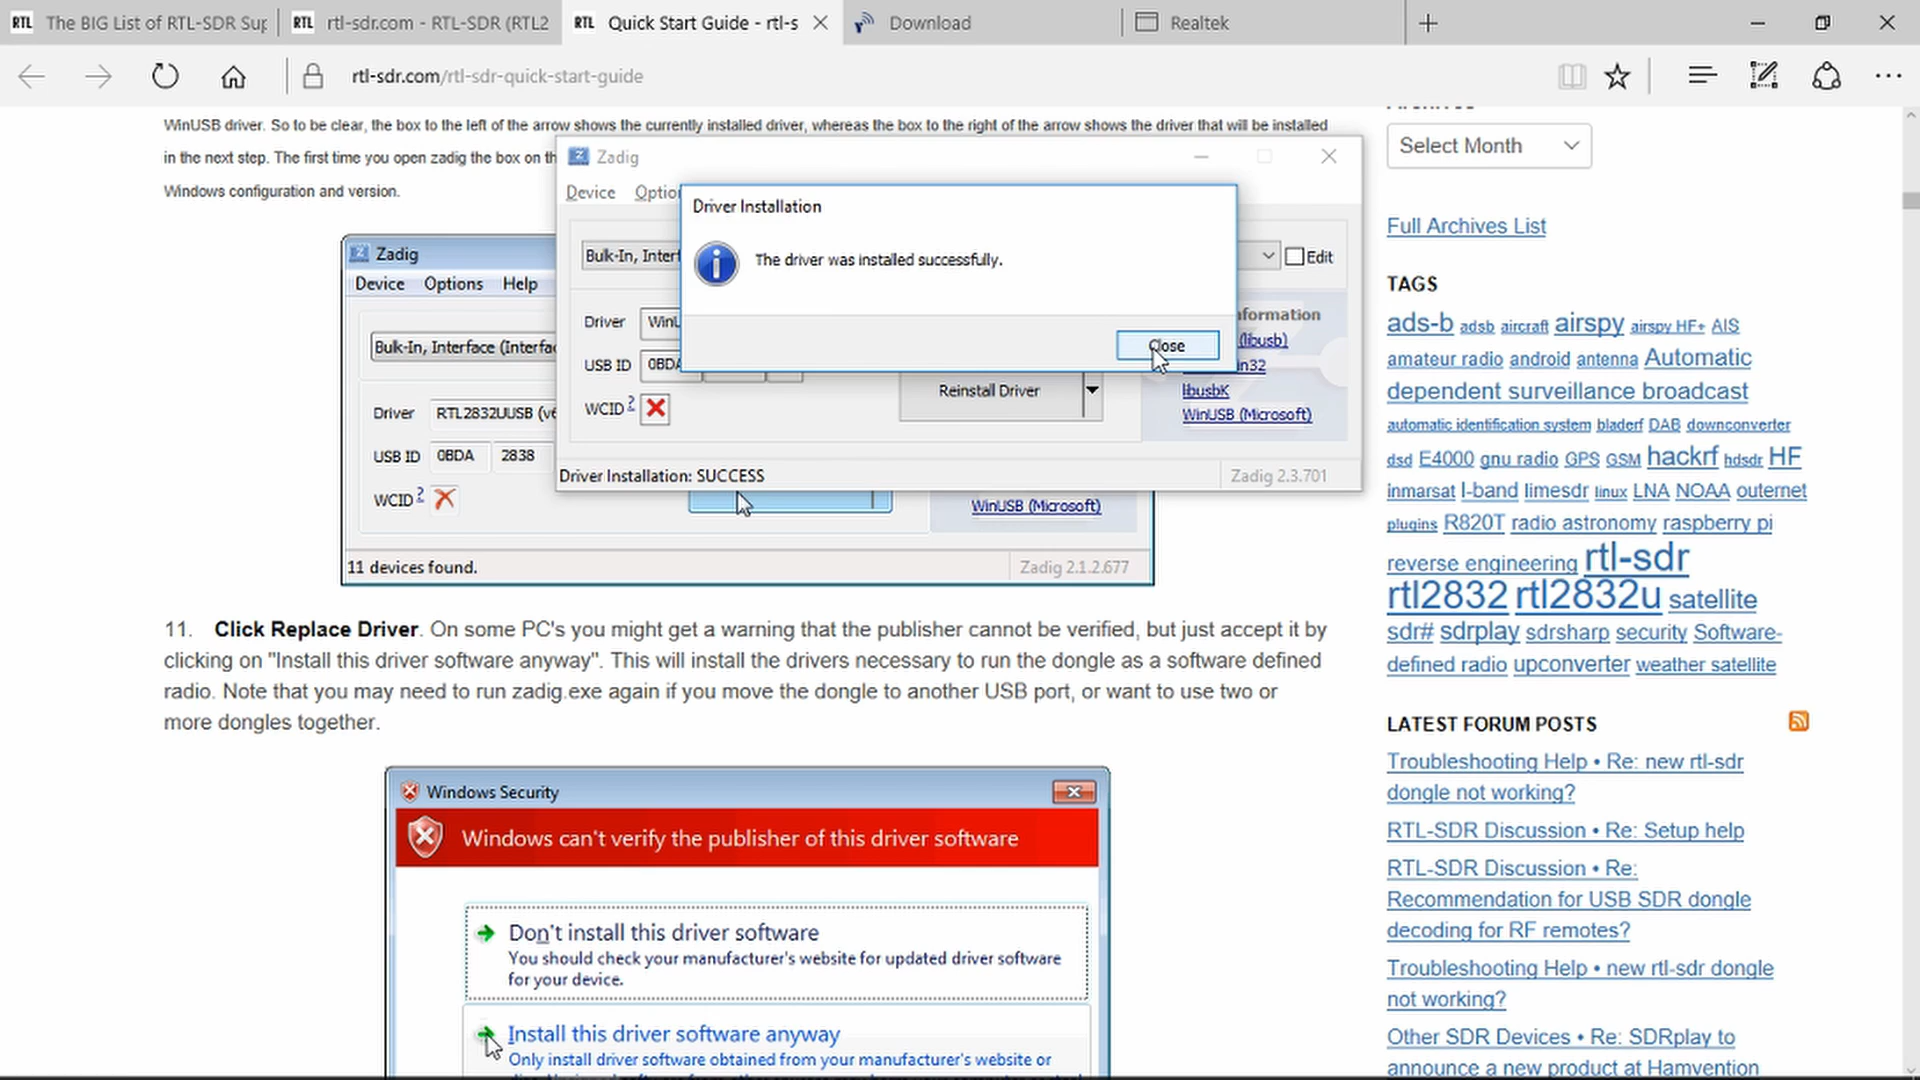 The BIG List of RTL-SDR Sup
rtl-sdr.com - RTL-SDR (RTL2
Quick Start Guide - rtl-s
Download
Realtek
rtl-sdr.com/rtl-sdr-quick-start-guide
WinUSB driver. So to be clear, the box to the left of the arrow shows the currently installed driver, whereas the box to the right of the arrow shows the driver that will be installed
in the next step. The first time you open zadig the box on th
Windows configuration and version.
Zadig
Device Options Help
Bulk-In, Interface (Interfac
Driver RTL2832UUSB (v6
USB ID 0BDA 2838
WCID ?
WinUSB (Microsoft)
11 devices found.
Zadig 2.1.2.677
Zadig
Device Option
Bulk-In, Interf
Edit
Driver WinU
USB ID 0BDA
WCID ?
Reinstall Driver
formation
(libusb)
n32
libusbK
WinUSB (Microsoft)
Driver Installation: SUCCESS
Zadig 2.3.701
Driver Installation
The driver was installed successfully.
Close
11. Click Replace Driver. On some PC's you might get a warning that the publisher cannot be verified, but just accept it by
clicking on "Install this driver software anyway". This will install the drivers necessary to run the dongle as a software defined
radio. Note that you may need to run zadig.exe again if you move the dongle to another USB port, or want to use two or
more dongles together.
Windows Security
Windows can't verify the publisher of this driver software
Don't install this driver software
You should check your manufacturer's website for updated driver software
for your device.
Install this driver software anyway
Only install driver software obtained from your manufacturer's website or
Select Month
Full Archives List
TAGS
ads-b adsb aircraft airspy airspy HF+ AIS
amateur radio android antenna Automatic
dependent surveillance broadcast
automatic identification system bladerf DAB downconverter
dsd E4000 gnu radio GPS GSM hackrf hdsdr HF
inmarsat l-band limesdr linux LNA NOAA outernet
plugins R820T radio astronomy raspberry pi
reverse engineering rtl-sdr
rtl2832 rtl2832u satellite
sdr# sdrplay sdrsharp security Software-
defined radio upconverter weather satellite
LATEST FORUM POSTS
Troubleshooting Help • Re: new rtl-sdr
dongle not working?
RTL-SDR Discussion • Re: Setup help
RTL-SDR Discussion • Re:
Recommendation for USB SDR dongle
decoding for RF remotes?
Troubleshooting Help • new rtl-sdr dongle
not working?
Other SDR Devices • Re: SDRplay to
announce a new product at Hamvention